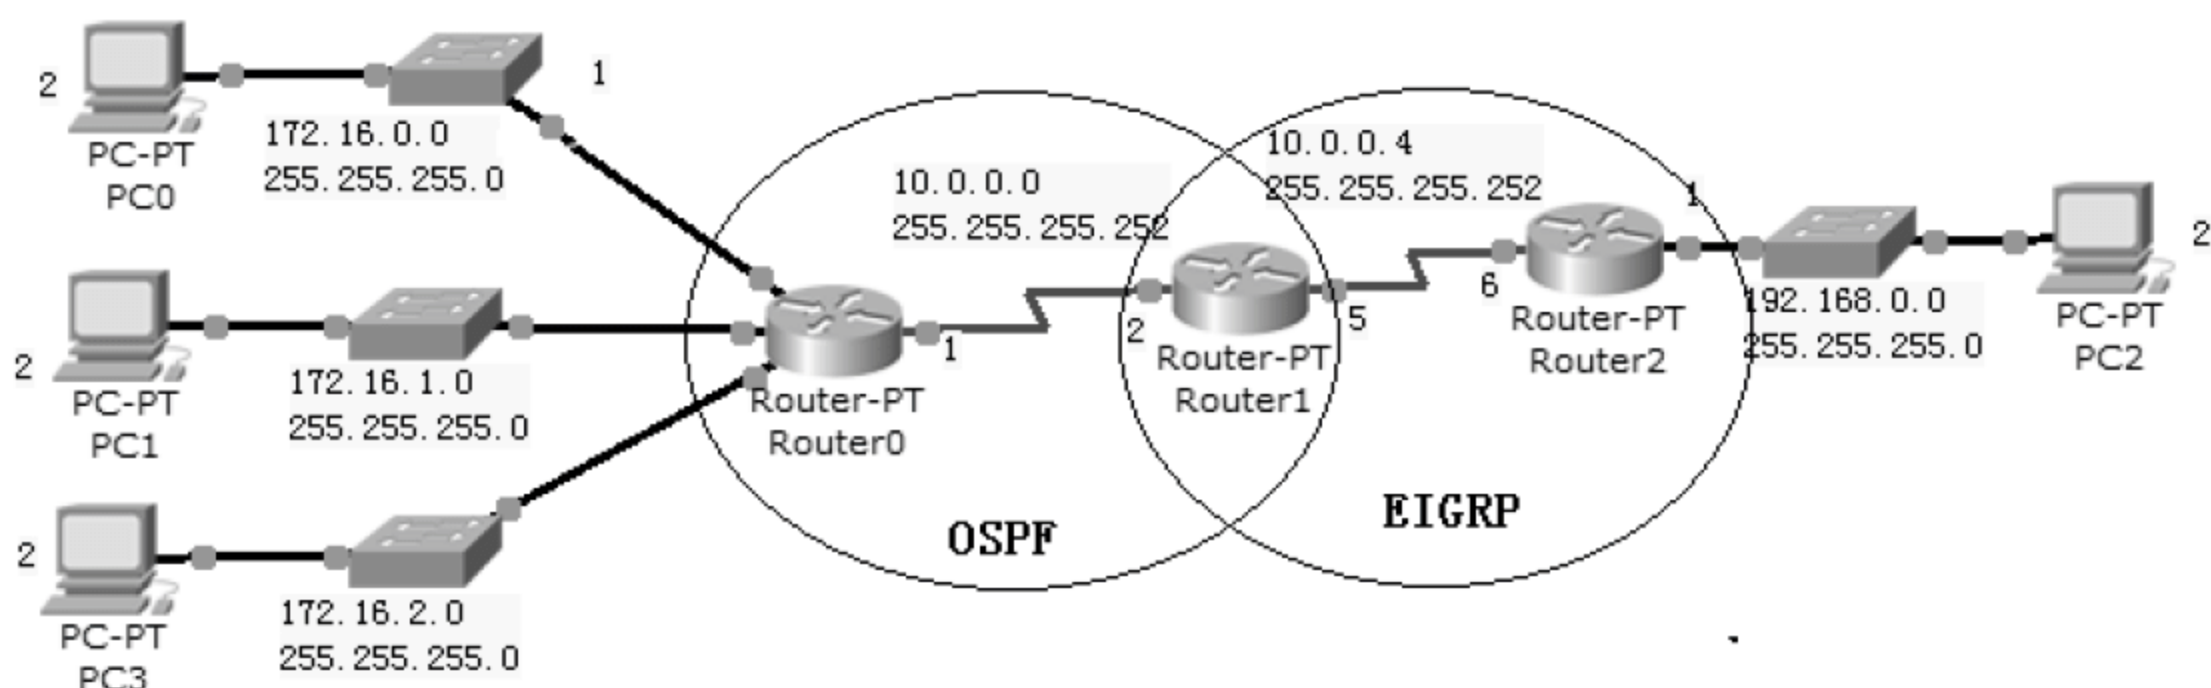 2
PC-PT
PC0
172.16.0.0
255.255.255.0
1
2
PC-PT
PC1
172.16.1.0
255.255.255.0
2
PC-PT
PC3
172.16.2.0
255.255.255.0
Router-PT
Router0
1
10.0.0.0
255.255.255.252
OSPF
2
Router-PT
Router1
5
10.0.0.4
255.255.255.252
EIGRP
6
Router-PT
Router2
1
192.168.0.0
255.255.255.0
PC-PT
PC2
2